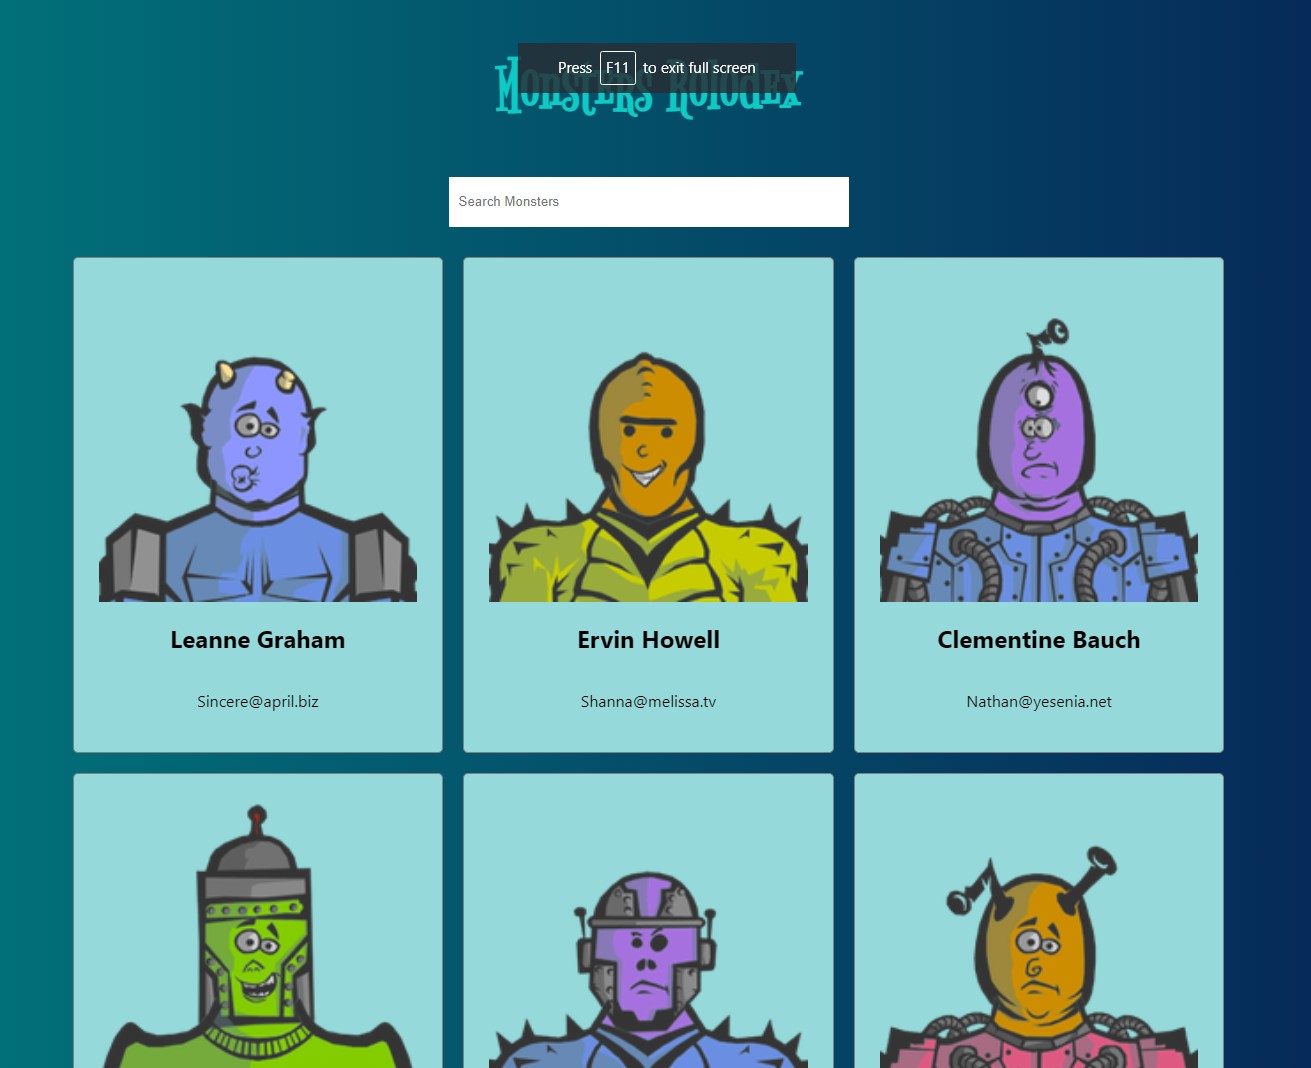 Press F11 to exit full screen
Monsters Rolodex
Search Monsters
Leanne Graham
Ervin Howell
Clementine Bauch
Sincere@april.biz
Shanna@melissa.tv
Nathan@yesenia.net